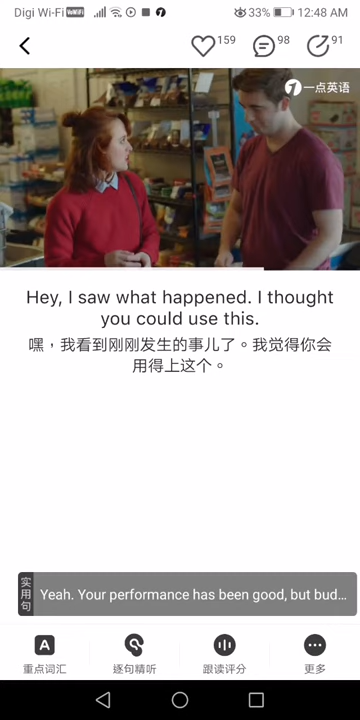 Digi Wi-Fi VoWiFi 33% 12:48 AM
159 98 91
一点英语
Hey, I saw what happened. I thought
you could use this.
嘿，我看到刚刚发生的事儿了。我觉得你会
用得上这个。
实用句
Yeah. Your performance has been good, but bud...
重点词汇 逐句精听 跟读评分 更多